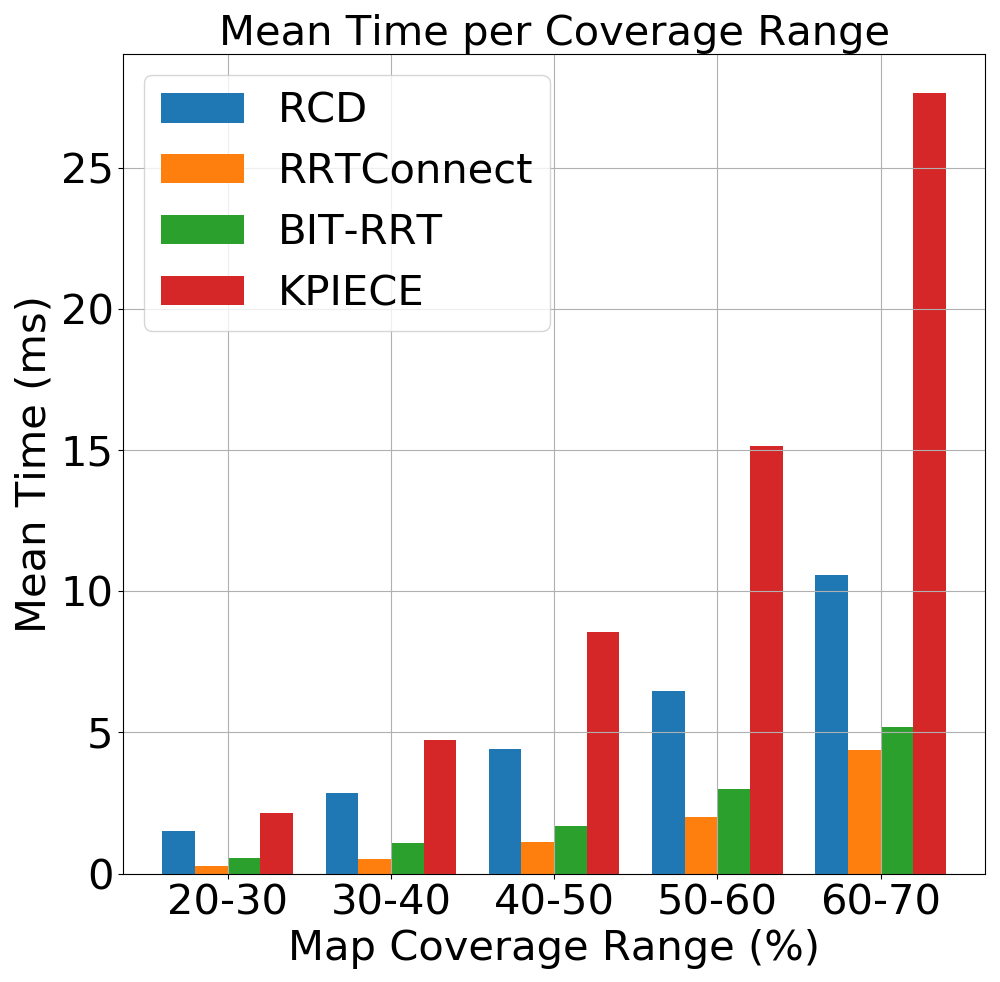 Mean Time per Coverage Range
RCD
RRTConnect
BIT-RRT
KPIECE
Mean Time (ms)
25
20
15
10
5
0
20-30 30-40 40-50 50-60 60-70
Map Coverage Range (%)